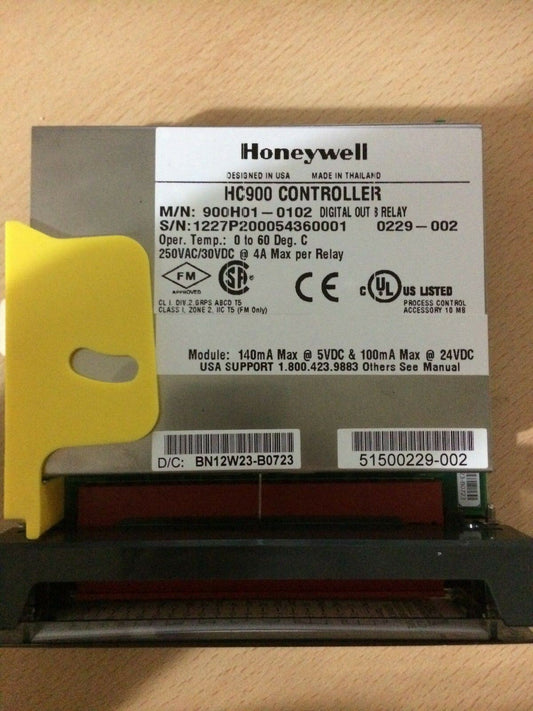 Honeywell
DESIGNED IN USA MADE IN THAILAND
HC900 CONTROLLER
M/N: 900H01-0102 DIGITAL OUT 8 RELAY
S/N:1227P200054360001 0229-002
Oper. Temp.: 0 to 60 Deg. C
250VAC/30VDC @ 4A Max per Relay
FM
APPROVED
SA
CE
c UL US LISTED
CL I, DIV.2,GRPS ABCD T5
CLASS I, ZONE 2, IIC T5 (FM Only)
PROCESS CONTROL
ACCESSORY 10 MB
Module: 140mA Max @ 5VDC & 100mA Max @ 24VDC
USA SUPPORT 1.800.423.9883 Others See Manual
D/C: BN12W23-B0723
51500229-002